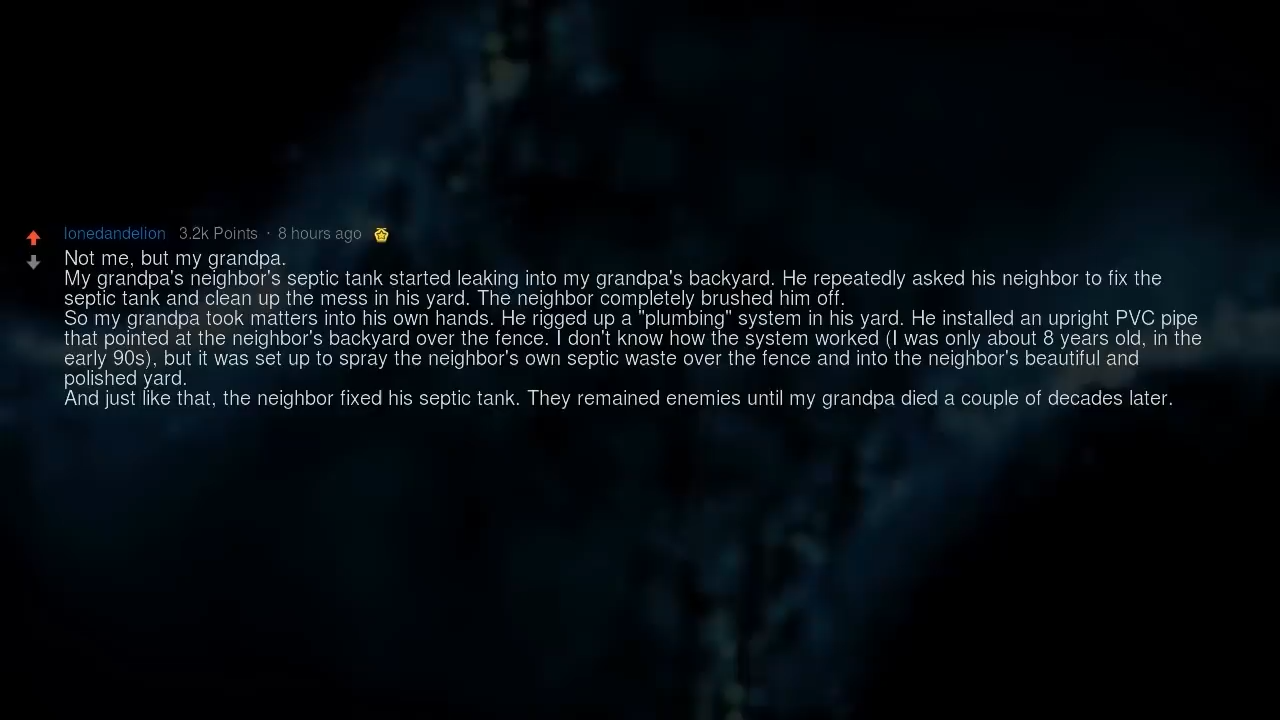 lonedandelion 3.2k Points · 8 hours ago
Not me, but my grandpa.
My grandpa's neighbor's septic tank started leaking into my grandpa's backyard. He repeatedly asked his neighbor to fix the
septic tank and clean up the mess in his yard. The neighbor completely brushed him off.
So my grandpa took matters into his own hands. He rigged up a "plumbing" system in his yard. He installed an upright PVC pipe
that pointed at the neighbor's backyard over the fence. I don't know how the system worked (I was only about 8 years old, in the
early 90s), but it was set up to spray the neighbor's own septic waste over the fence and into the neighbor's beautiful and
polished yard.
And just like that, the neighbor fixed his septic tank. They remained enemies until my grandpa died a couple of decades later.